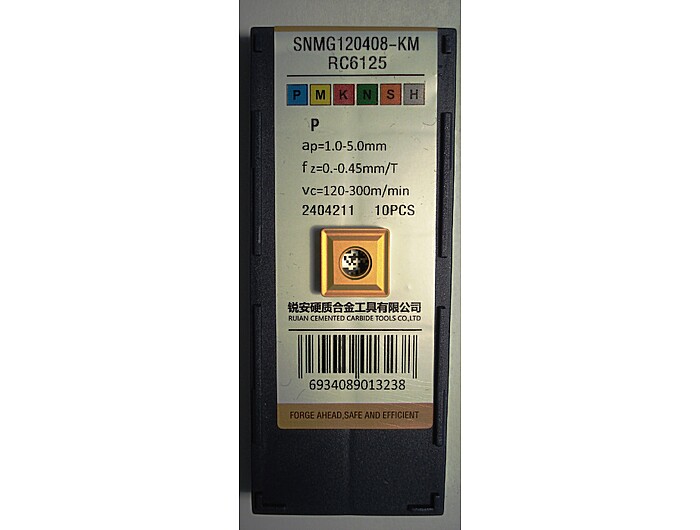 SNMG120408-KM
RC6125
P M K N S H
P
ap=1.0-5.0mm
fz=0.-0.45mm/T
vc=120-300m/min
2404211 10PCS
锐安硬质合金工具有限公司
RUIAN CEMENTED CARBIDE TOOLS CO,LTD
6934089013238
FORGE AHEAD,SAFE AND EFFICIENT